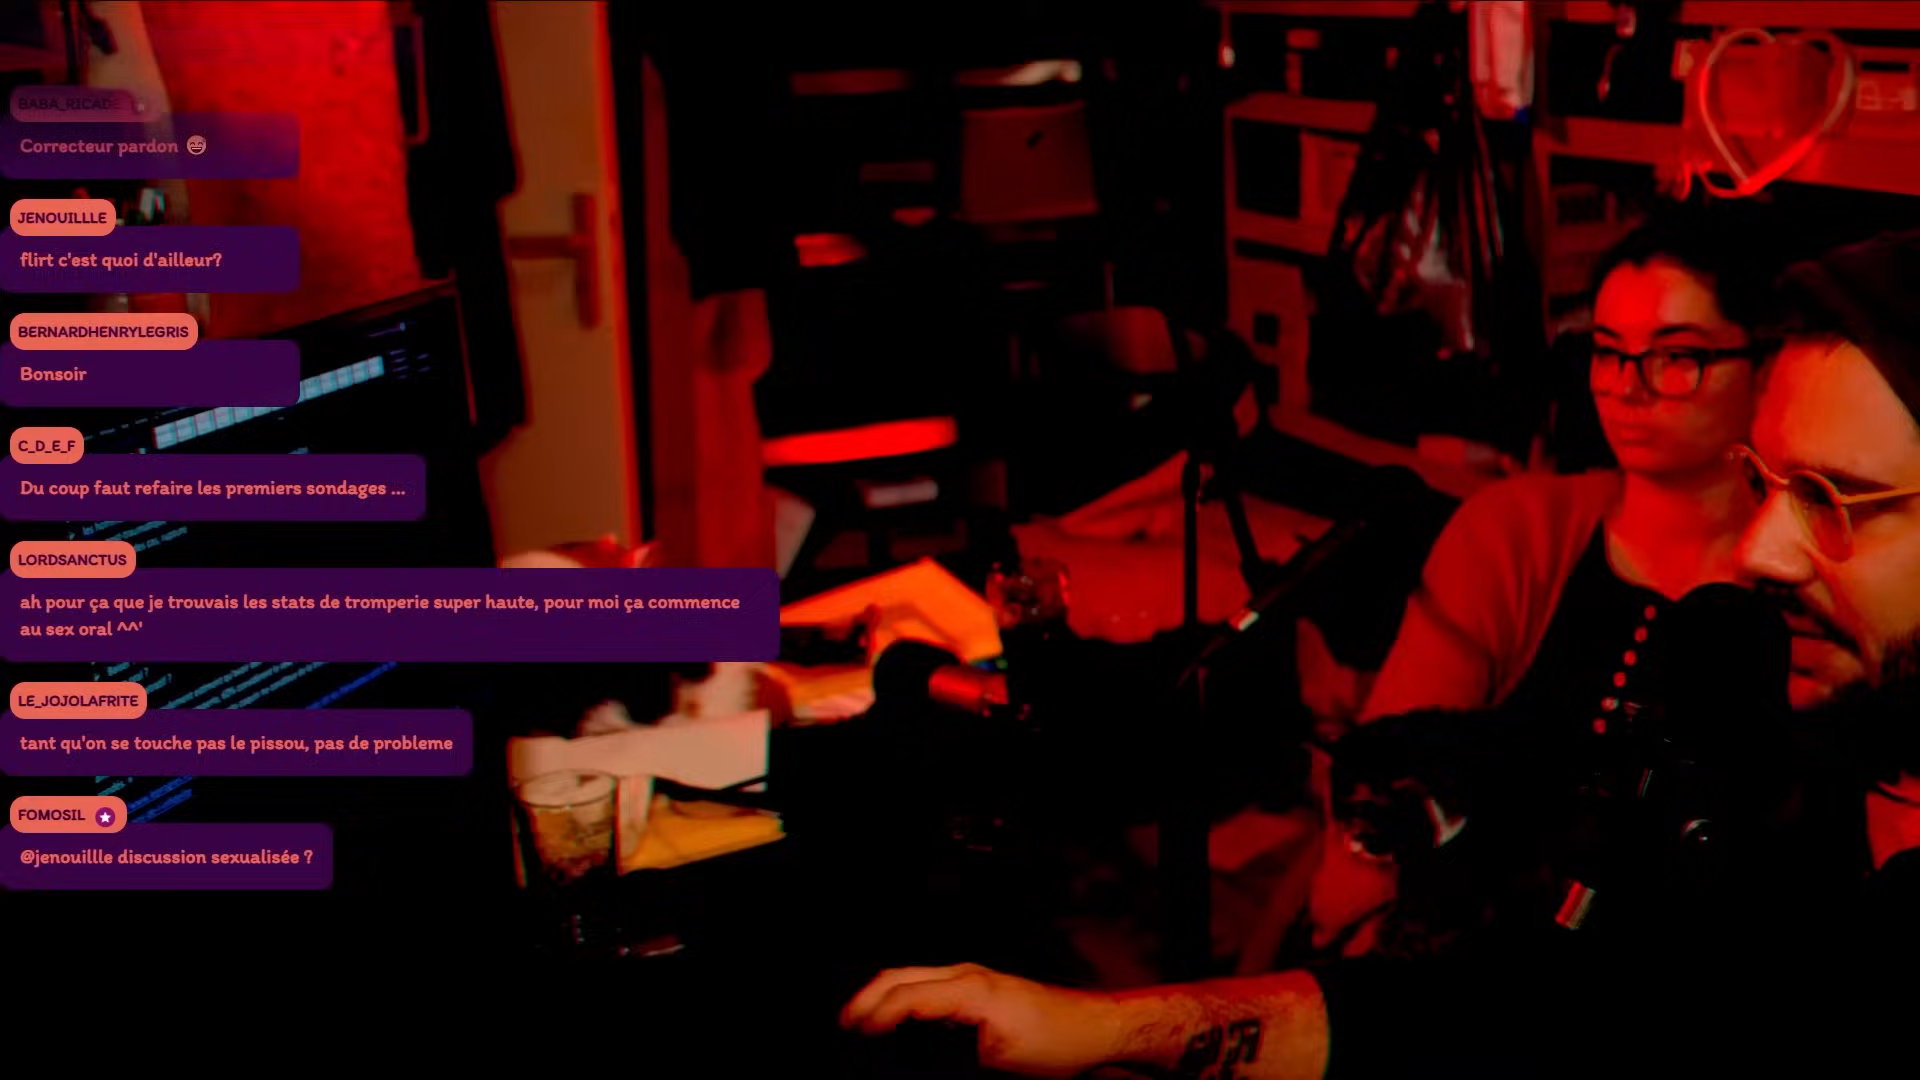 BABA_RICADE
Correcteur pardon 😅
JENOUILLLE
flirt c'est quoi d'ailleur?
BERNARDHENRYLEGRIS
Bonsoir
C_D_E_F
Du coup faut refaire les premiers sondages ...
LORDSANCTUS
ah pour ça que je trouvais les stats de tromperie super haute, pour moi ça commence
au sex oral ^^'
LE_JOJOLAFRITE
tant qu'on se touche pas le pissou, pas de probleme
FOMOSIL
@jenouillle discussion sexualisée ?